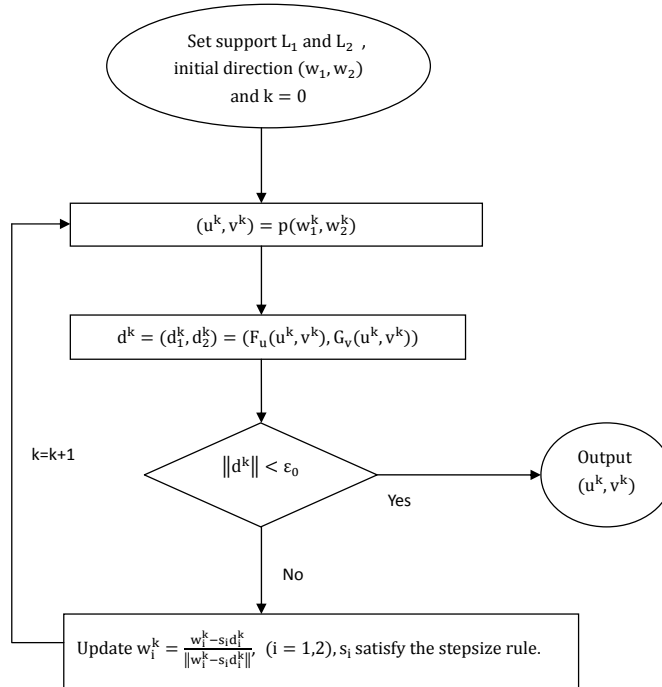 Set support L₁ and L₂ ,
initial direction (w₁, w₂)
and k = 0
(uᵏ, vᵏ) = p(w₁ᵏ, w₂ᵏ)
dᵏ = (d₁ᵏ, d₂ᵏ) = (Fᵤ(uᵏ, vᵏ), Gᵥ(uᵏ, vᵏ))
k=k+1
‖dᵏ‖ < ε₀
Yes
Output
(uᵏ, vᵏ)
No
Update wᵢᵏ = (wᵢᵏ−sᵢdᵢᵏ)/‖wᵢᵏ−sᵢdᵢᵏ‖, (i = 1,2), sᵢ satisfy the stepsize rule.